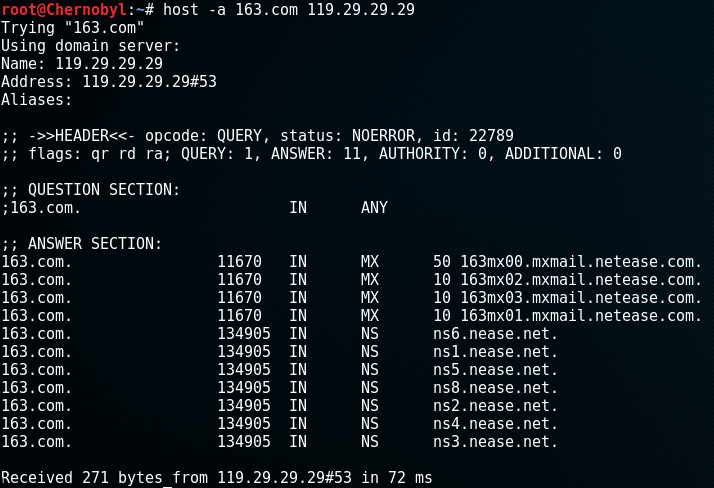 root@Chernobyl:~# host -a 163.com 119.29.29.29
Trying "163.com"
Using domain server:
Name: 119.29.29.29
Address: 119.29.29.29#53
Aliases:

;; ->>HEADER<<- opcode: QUERY, status: NOERROR, id: 22789
;; flags: qr rd ra; QUERY: 1, ANSWER: 11, AUTHORITY: 0, ADDITIONAL: 0

;; QUESTION SECTION:
;163.com.                       IN      ANY

;; ANSWER SECTION:
163.com.                11670   IN      MX      50 163mx00.mxmail.netease.com.
163.com.                11670   IN      MX      10 163mx02.mxmail.netease.com.
163.com.                11670   IN      MX      10 163mx03.mxmail.netease.com.
163.com.                11670   IN      MX      10 163mx01.mxmail.netease.com.
163.com.                134905  IN      NS      ns6.nease.net.
163.com.                134905  IN      NS      ns1.nease.net.
163.com.                134905  IN      NS      ns5.nease.net.
163.com.                134905  IN      NS      ns8.nease.net.
163.com.                134905  IN      NS      ns2.nease.net.
163.com.                134905  IN      NS      ns4.nease.net.
163.com.                134905  IN      NS      ns3.nease.net.

Received 271 bytes from 119.29.29.29#53 in 72 ms